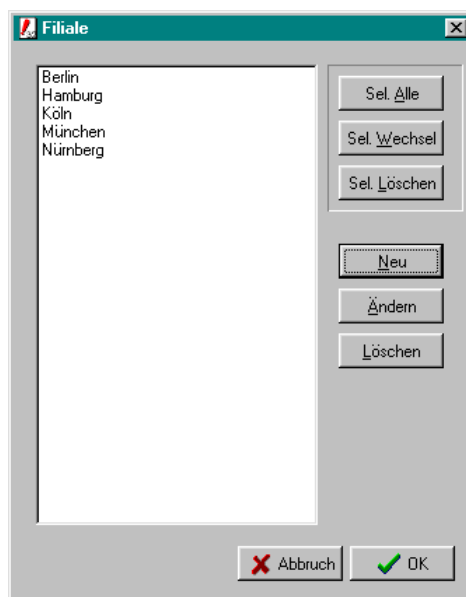 Filiale
Berlin
Hamburg
Köln
München
Nürnberg
Sel. Alle
Sel. Wechsel
Sel. Löschen
Neu
Ändern
Löschen
Abbruch
OK